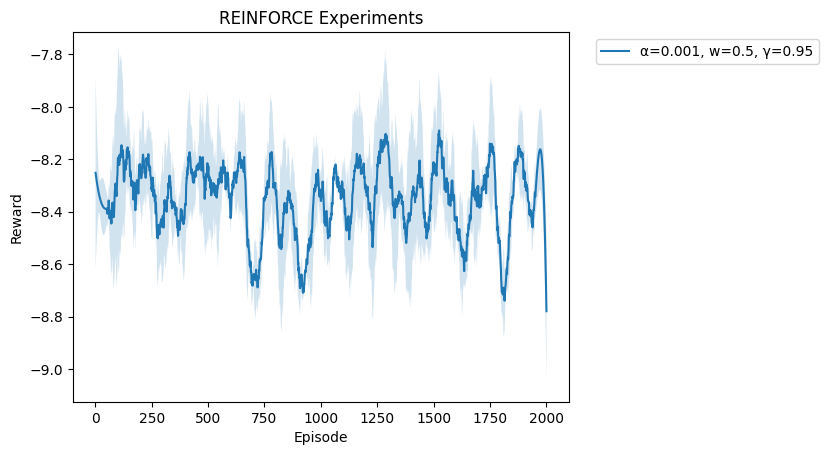 REINFORCE Experiments
α=0.001, w=0.5, γ=0.95
Reward
−7.8
−8.0
−8.2
−8.4
−8.6
−8.8
−9.0
0 250 500 750 1000 1250 1500 1750 2000
Episode